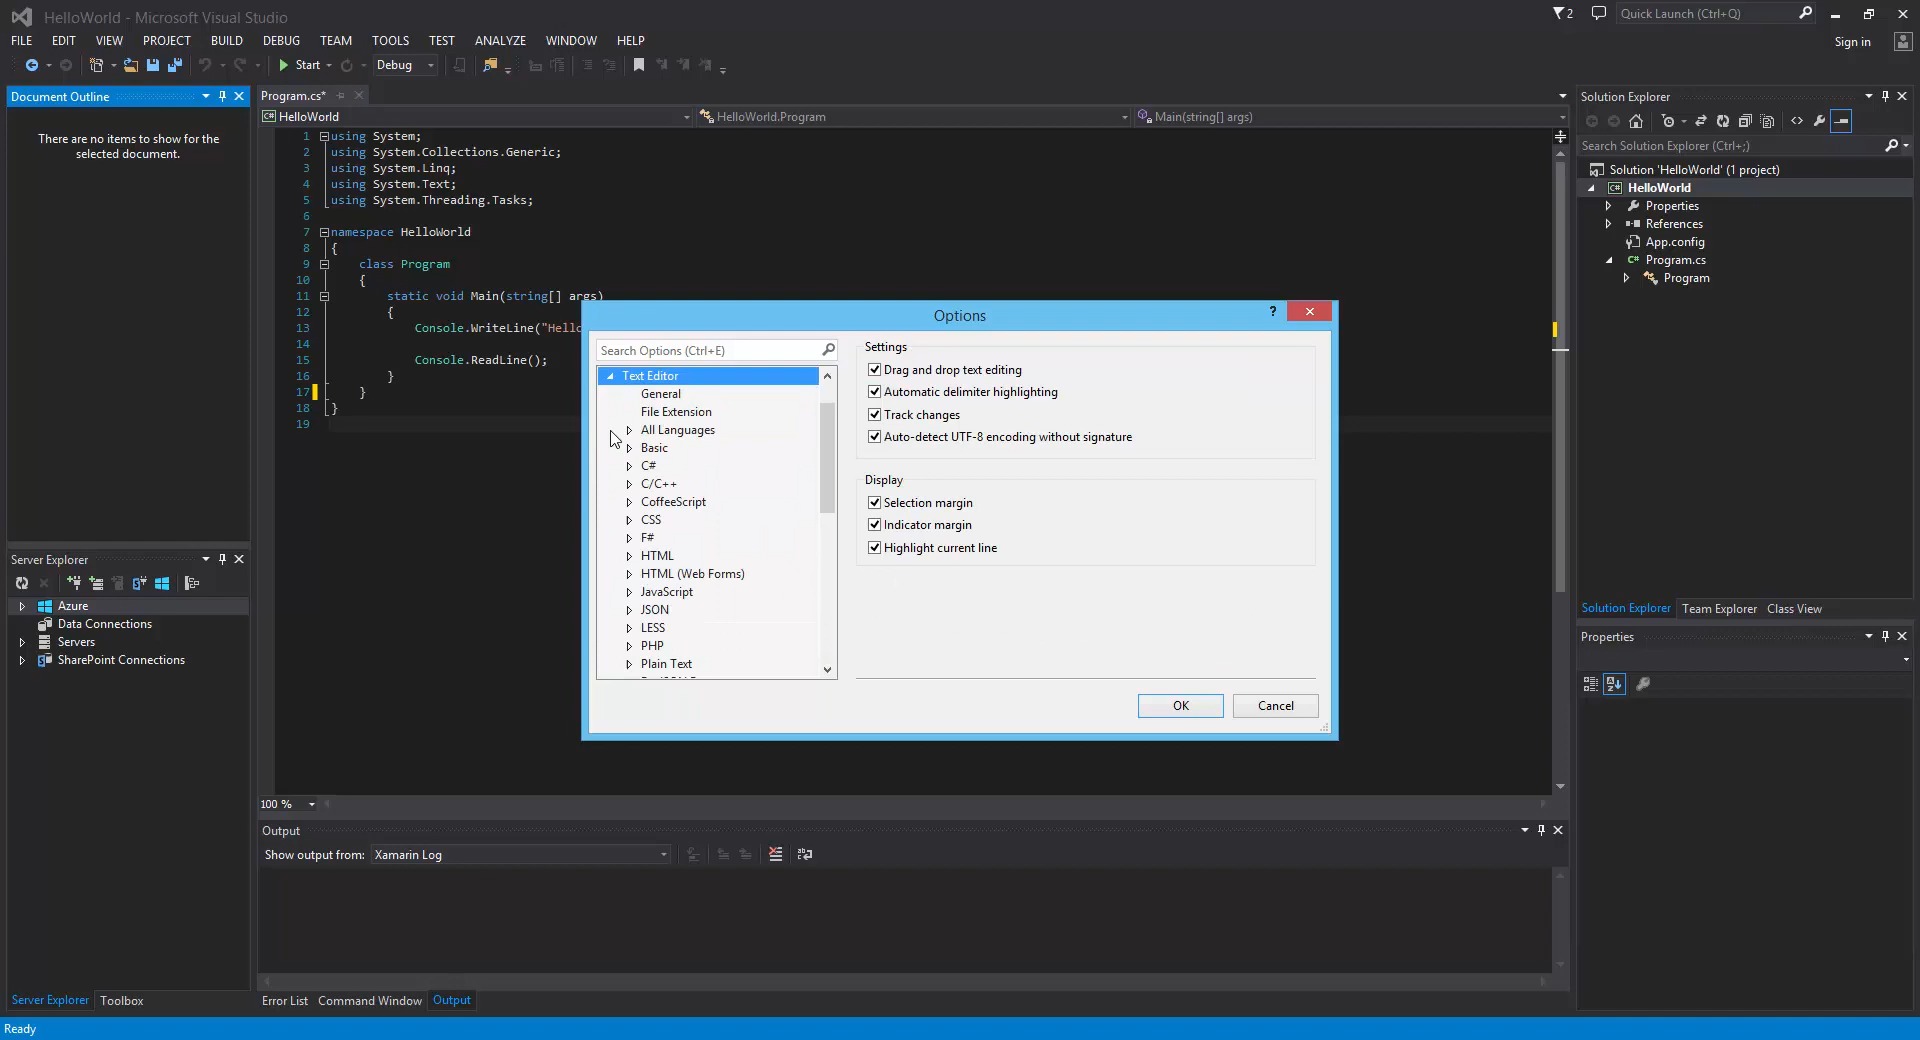 HelloWorld - Microsoft Visual Studio
2
Quick Launch (Ctrl+Q)
FILE EDIT VIEW PROJECT BUILD DEBUG TEAM TOOLS TEST ANALYZE WINDOW HELP
Sign in
Start Debug
Document Outline
There are no items to show for the
selected document.
Program.cs*
HelloWorld HelloWorld.Program Main(string[] args)
1 using System;
2 using System.Collections.Generic;
3 using System.Linq;
4 using System.Text;
5 using System.Threading.Tasks;
6
7 namespace HelloWorld
8 {
9 class Program
10 {
11 static void Main(string[] args)
12 {
13 Console.WriteLine("Hello
14
15 Console.ReadLine();
16 }
17 }
18 }
19
Options
?
Search Options (Ctrl+E)
Text Editor
General
File Extension
All Languages
Basic
C#
C/C++
CoffeeScript
CSS
F#
HTML
HTML (Web Forms)
JavaScript
JSON
LESS
PHP
Plain Text
Settings
Drag and drop text editing
Automatic delimiter highlighting
Track changes
Auto-detect UTF-8 encoding without signature
Display
Selection margin
Indicator margin
Highlight current line
OK Cancel
Solution Explorer
Search Solution Explorer (Ctrl+;)
Solution 'HelloWorld' (1 project)
C# HelloWorld
Properties
References
App.config
C# Program.cs
Program
Solution Explorer Team Explorer Class View
Properties
Server Explorer
Azure
Data Connections
Servers
SharePoint Connections
Server Explorer Toolbox
100 %
Output
Show output from: Xamarin Log
Error List Command Window Output
Ready